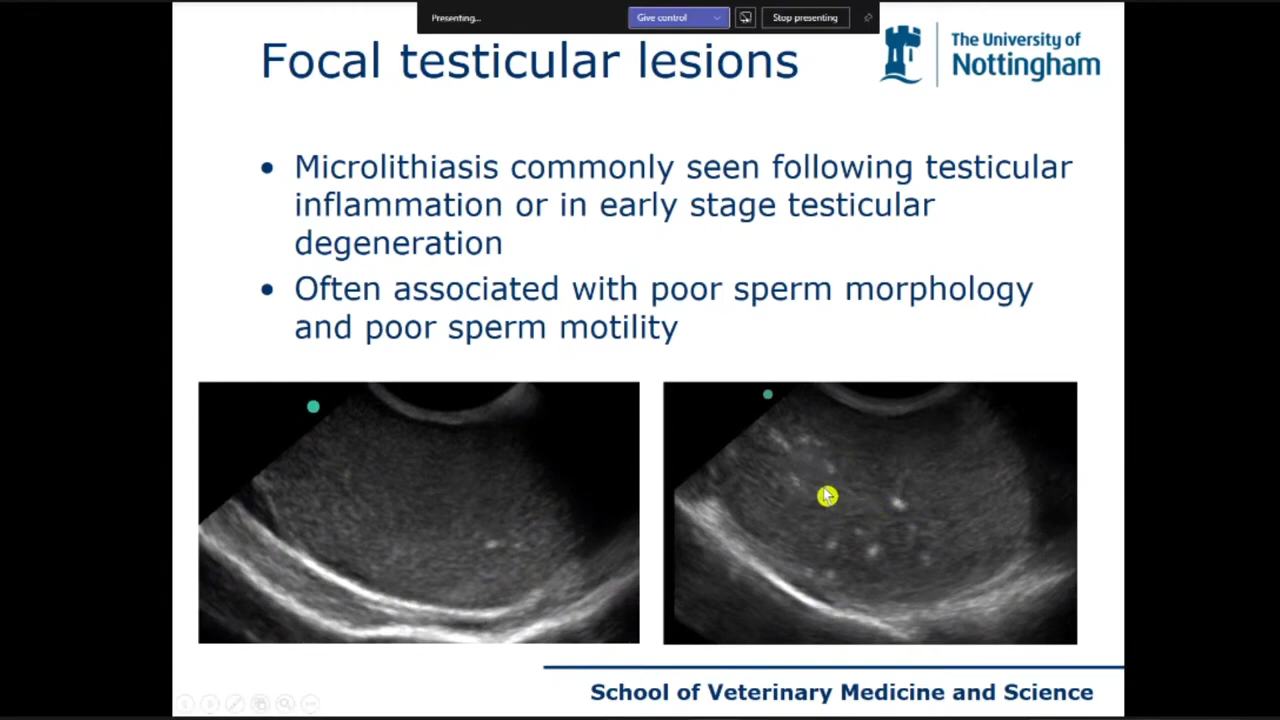 Presenting...
Give control
Stop presenting
Focal testicular lesions
The University of
Nottingham
• Microlithiasis commonly seen following testicular
inflammation or in early stage testicular
degeneration
• Often associated with poor sperm morphology
and poor sperm motility
School of Veterinary Medicine and Science